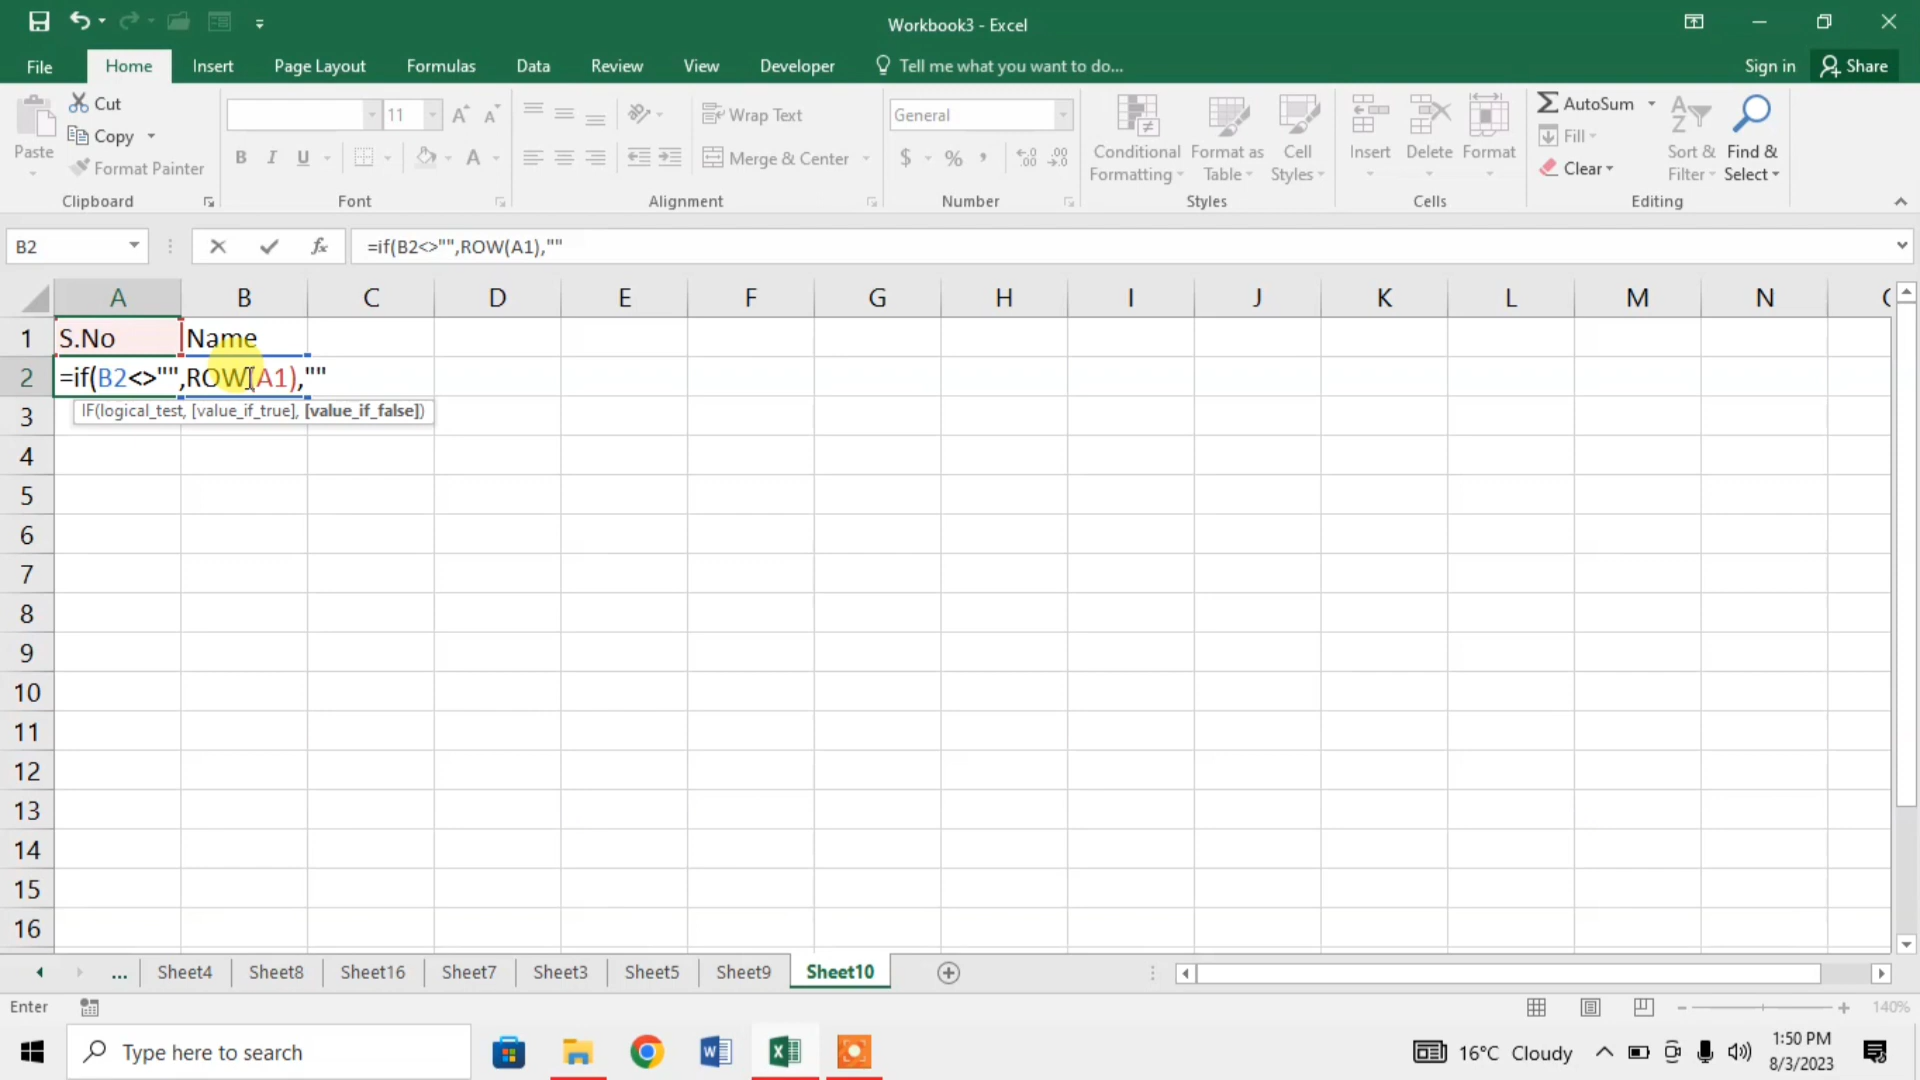 Workbook3 - Excel
File Home Insert Page Layout Formulas Data Review View Developer Tell me what you want to do... Sign in Share
Paste
Cut
Copy
Format Painter
Clipboard
11
B I U
Font
Wrap Text
Merge & Center
Alignment
General
$ % ,
Number
Conditional Formatting
Format as Table
Cell Styles
Styles
Insert Delete Format
Cells
AutoSum
Fill
Clear
Sort & Filter
Find & Select
Editing
B2 fx =if(B2<>"",ROW(A1),""
A B C D E F G H I J K L M N
1 S.No Name
2 =if(B2<>"",ROW(A1),""
IF(logical_test, [value_if_true], [value_if_false])
3
4
5
6
7
8
9
10
11
12
13
14
15
16
... Sheet4 Sheet8 Sheet16 Sheet7 Sheet3 Sheet5 Sheet9 Sheet10
Enter 140%
Type here to search 16°C Cloudy 1:50 PM
8/3/2023